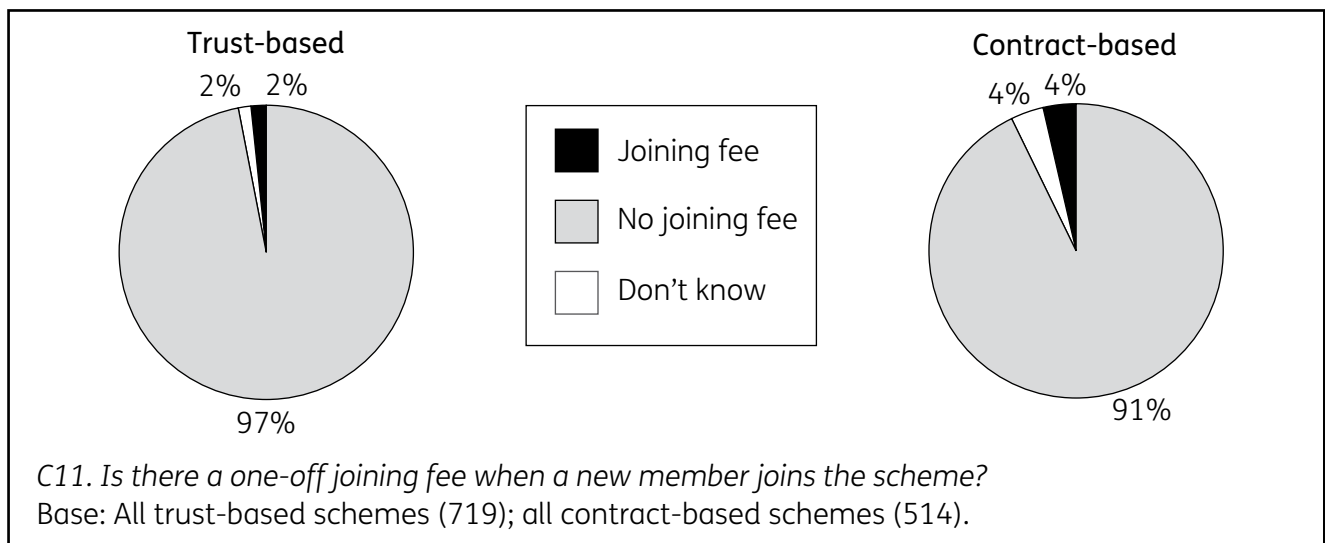 Trust-based
2% 2%
97%
Joining fee
No joining fee
Don't know
Contract-based
4% 4%
91%
C11. Is there a one-off joining fee when a new member joins the scheme?
Base: All trust-based schemes (719); all contract-based schemes (514).